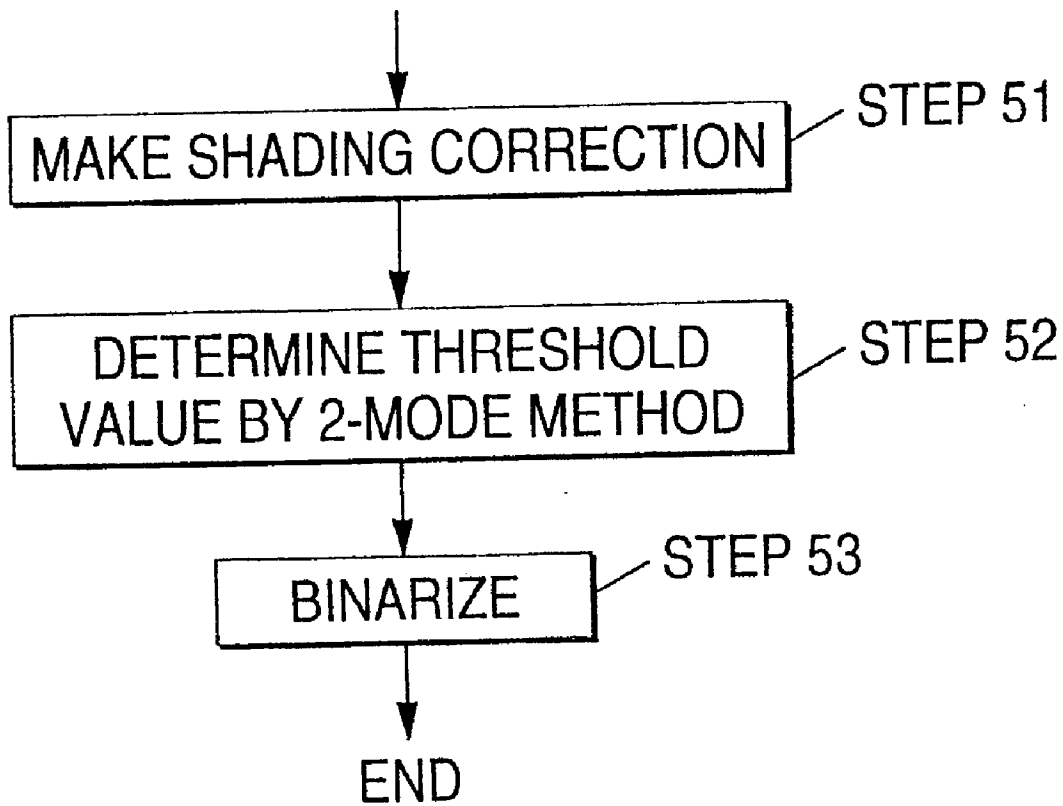 MAKE SHADING CORRECTION
STEP 51
DETERMINE THRESHOLD
VALUE BY 2-MODE METHOD
STEP 52
BINARIZE
STEP 53
END